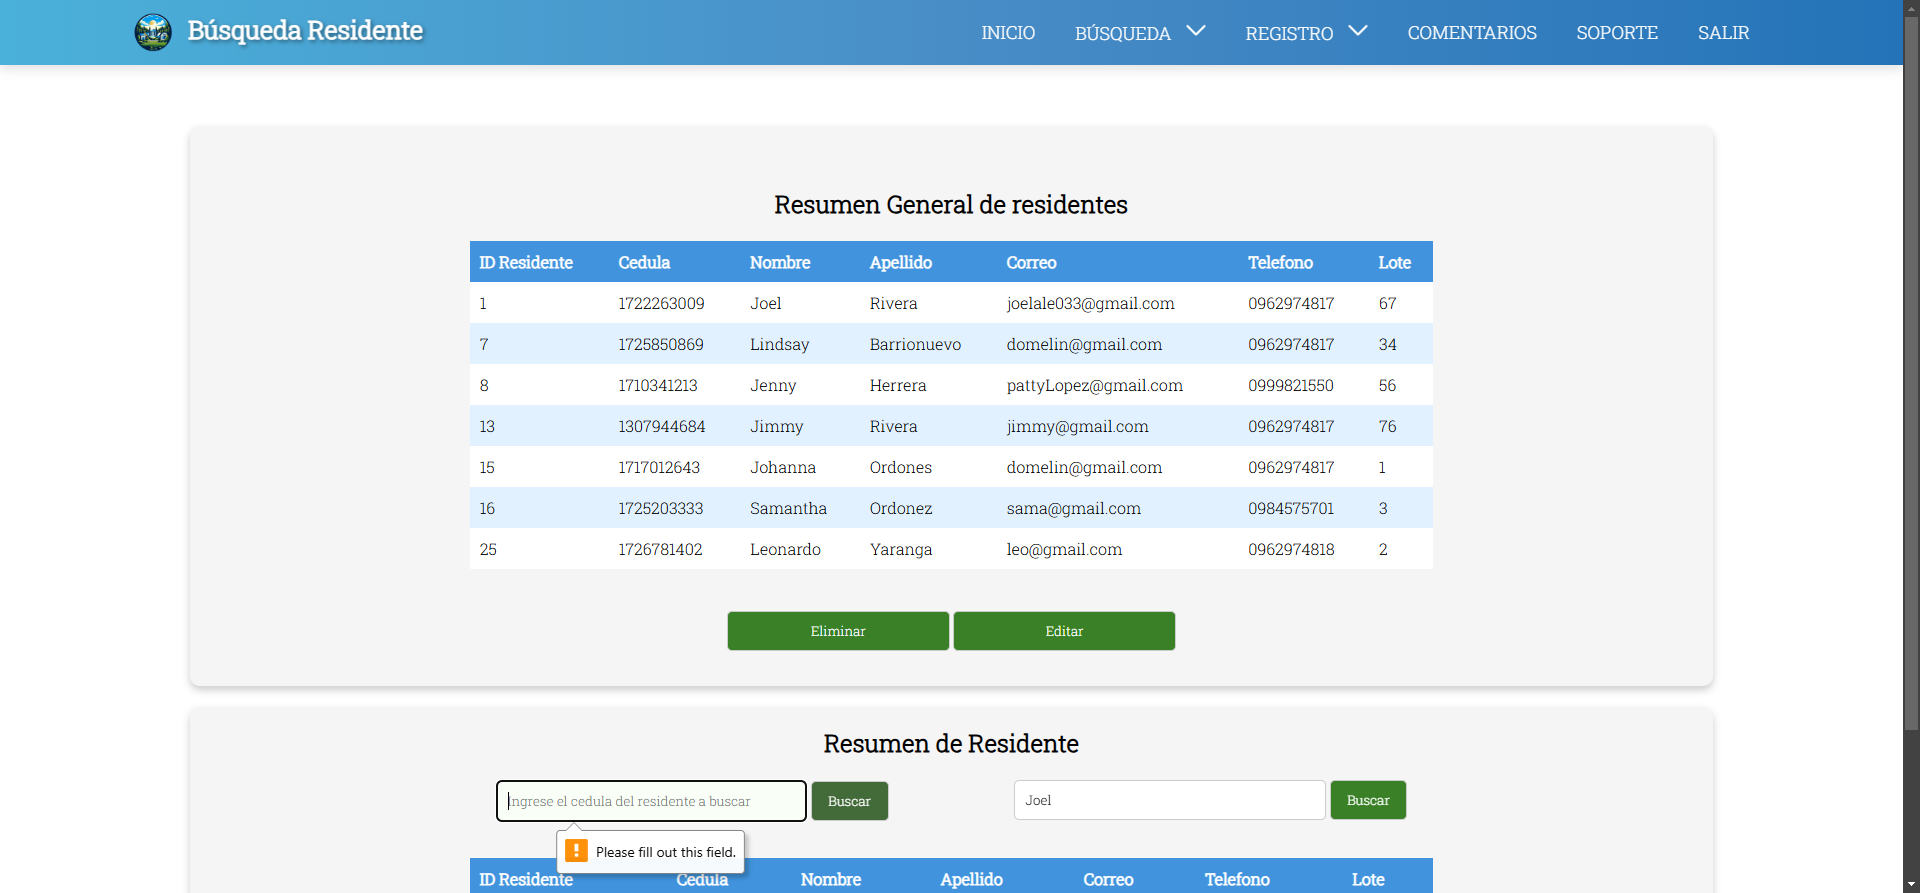 Búsqueda Residente INICIO BÚSQUEDA REGISTRO COMENTARIOS SOPORTE SALIR
Resumen General de residentes
ID Residente Cedula Nombre Apellido Correo Telefono Lote
1 1722263009 Joel Rivera joelale033@gmail.com 0962974817 67
7 1725850869 Lindsay Barrionuevo domelin@gmail.com 0962974817 34
8 1710341213 Jenny Herrera pattyLopez@gmail.com 0999821550 56
13 1307944684 Jimmy Rivera jimmy@gmail.com 0962974817 76
15 1717012643 Johanna Ordones domelin@gmail.com 0962974817 1
16 1725203333 Samantha Ordonez sama@gmail.com 0984575701 3
25 1726781402 Leonardo Yaranga leo@gmail.com 0962974818 2
Eliminar Editar
Resumen de Residente
Ingrese el cedula del residente a buscar Buscar Joel Buscar
Please fill out this field.
ID Residente Cedula Nombre Apellido Correo Telefono Lote